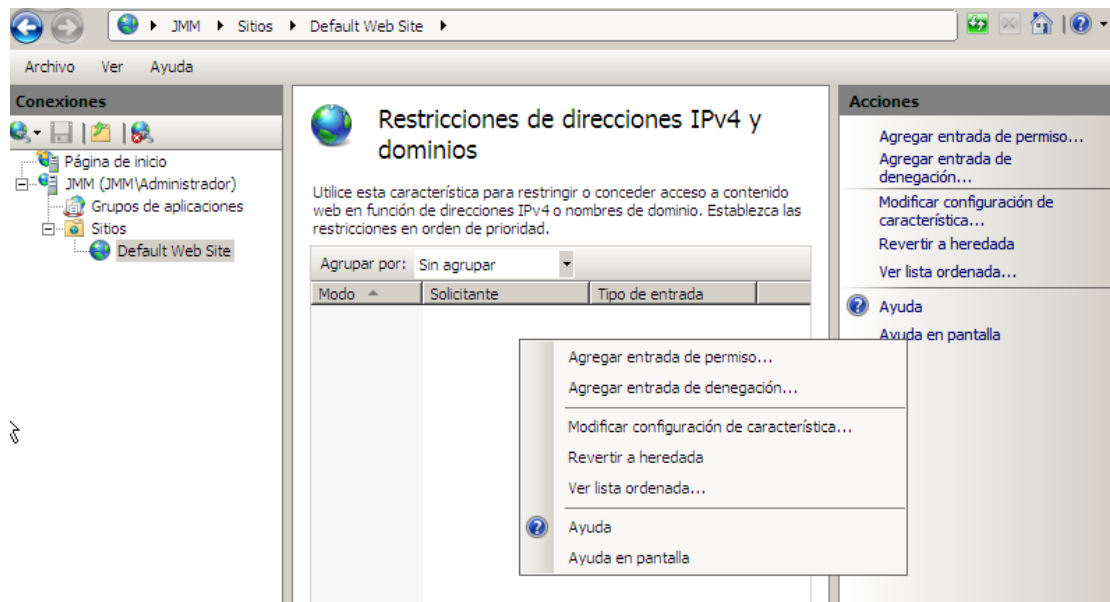 JMM Sitios Default Web Site
Archivo Ver Ayuda
Conexiones
Página de inicio
JMM (JMM\Administrador)
Grupos de aplicaciones
Sitios
Default Web Site
Restricciones de direcciones IPv4 y
dominios
Utilice esta característica para restringir o conceder acceso a contenido
web en función de direcciones IPv4 o nombres de dominio. Establezca las
restricciones en orden de prioridad.
Agrupar por: Sin agrupar
Modo Solicitante Tipo de entrada
Agregar entrada de permiso...
Agregar entrada de denegación...
Modificar configuración de característica...
Revertir a heredada
Ver lista ordenada...
Ayuda
Ayuda en pantalla
Acciones
Agregar entrada de permiso...
Agregar entrada de
denegación...
Modificar configuración de
característica...
Revertir a heredada
Ver lista ordenada...
Ayuda
Ayuda en pantalla